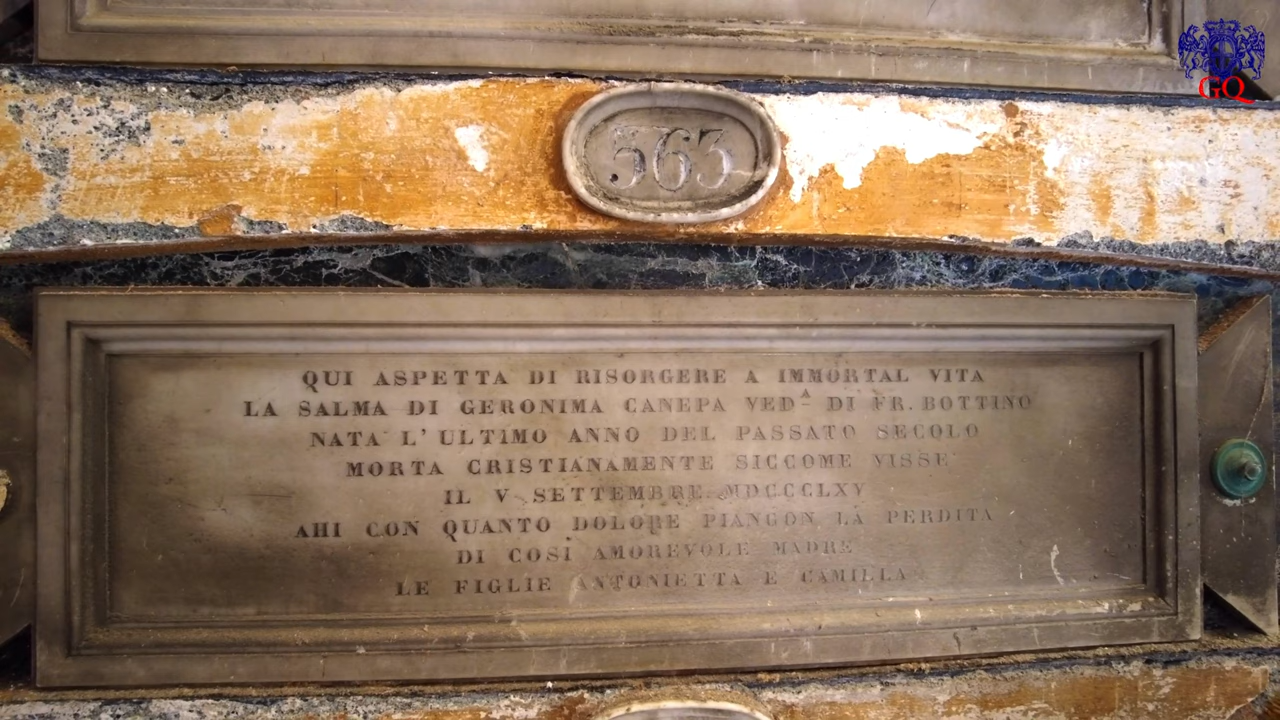 GQ
563
QUI ASPETTA DI RISORGERE A IMMORTAL VITA
LA SALMA DI GERONIMA CANEPA VED.ᴬ DI FR. BOTTINO
NATA L'ULTIMO ANNO DEL PASSATO SECOLO
MORTA CRISTIANAMENTE SICCOME VISSE
IL V SETTEMBRE MDCCCLXV
AHI CON QUANTO DOLORE PIANGON LA PERDITA
DI COSÌ AMOREVOLE MADRE
LE FIGLIE ANTONIETTA E CAMILLA